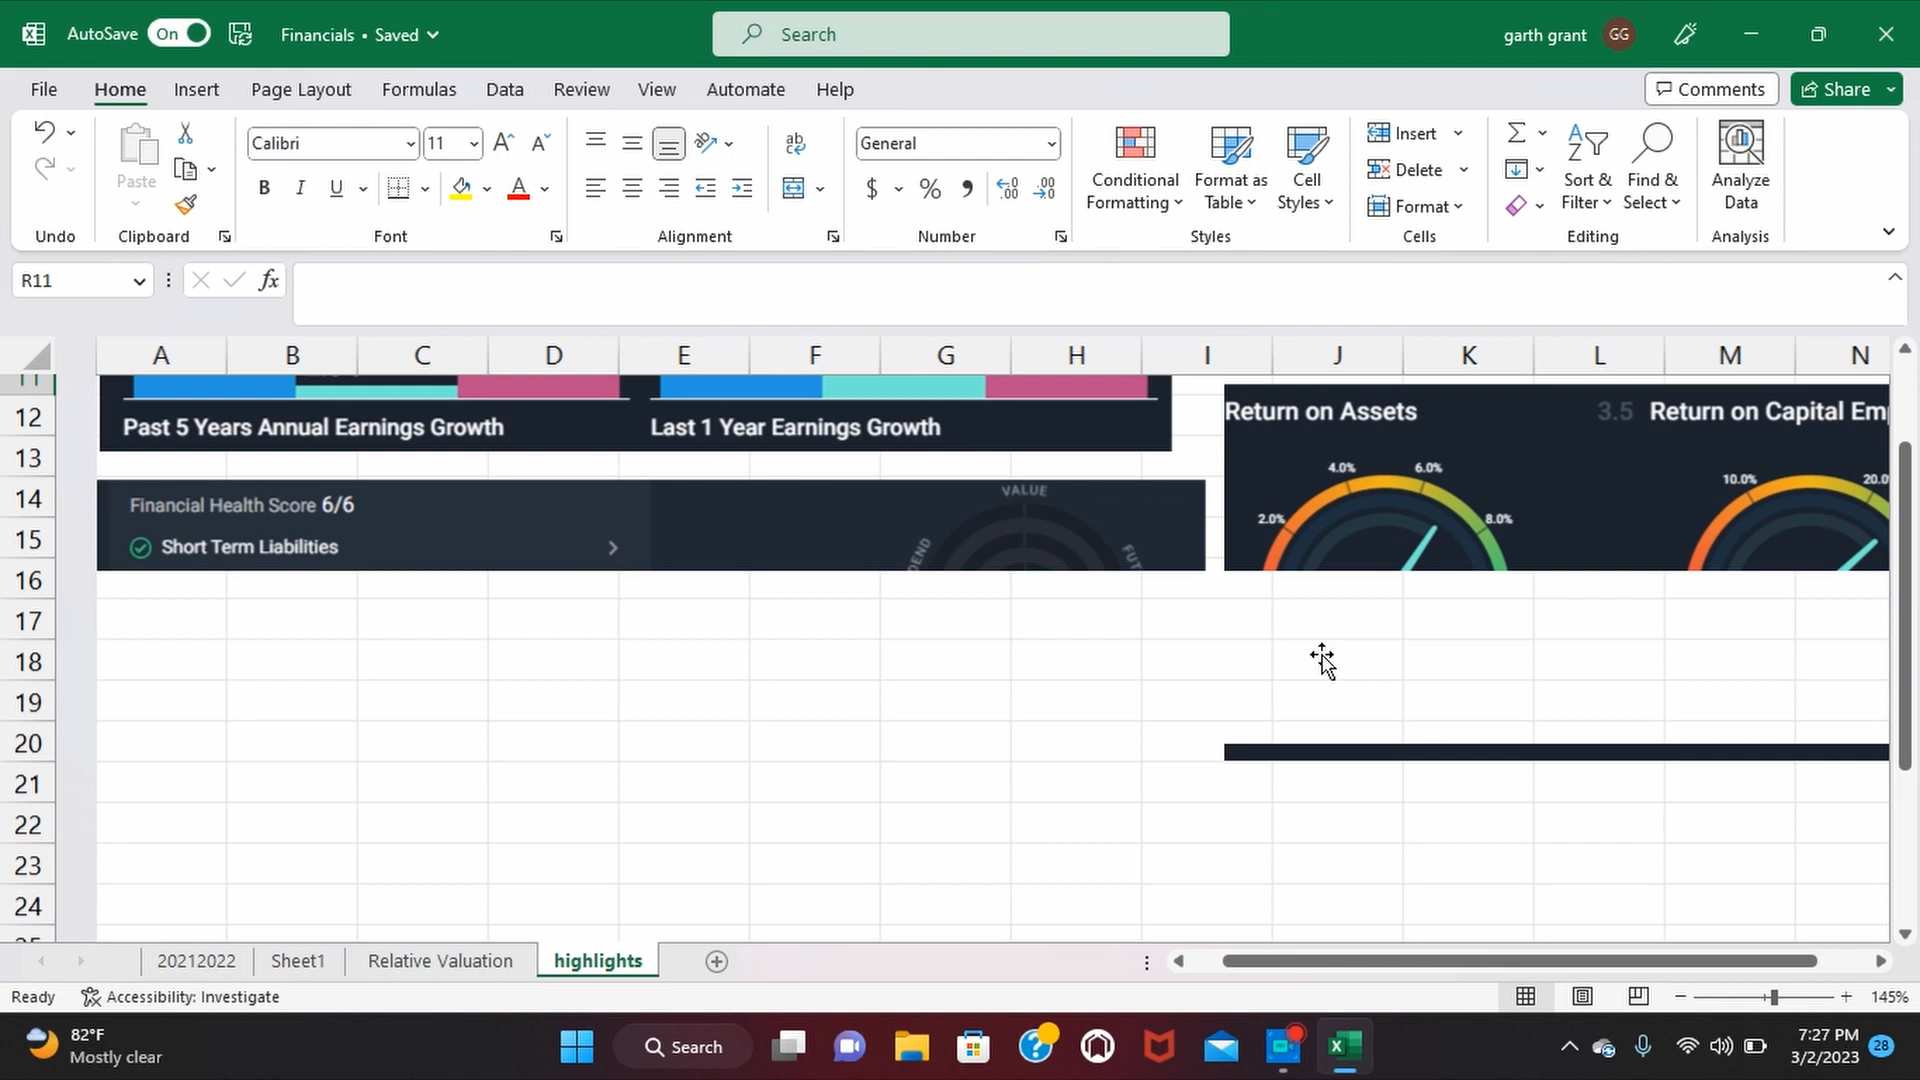 AutoSave On Financials • Saved Search garth grant GG
File Home Insert Page Layout Formulas Data Review View Automate Help Comments Share
Paste Calibri 11 General
B I U A $ % Conditional Formatting Format as Table Cell Styles Insert Delete Format Sort & Filter Find & Select Analyze Data
Undo Clipboard Font Alignment Number Styles Cells Editing Analysis
R11 fx
A B C D E F G H I J K L M N
11
12 Past 5 Years Annual Earnings Growth Last 1 Year Earnings Growth Return on Assets 3.5 Return on Capital Em
13 4.0% 6.0% 10.0% 20.0
14 Financial Health Score 6/6 VALUE 2.0% 8.0%
15 Short Term Liabilities DEND FUT
16
17
18
19
20
21
22
23
24
20212022 Sheet1 Relative Valuation highlights
Ready Accessibility: Investigate 145%
82°F
Mostly clear
Search
7:27 PM
3/2/2023 28